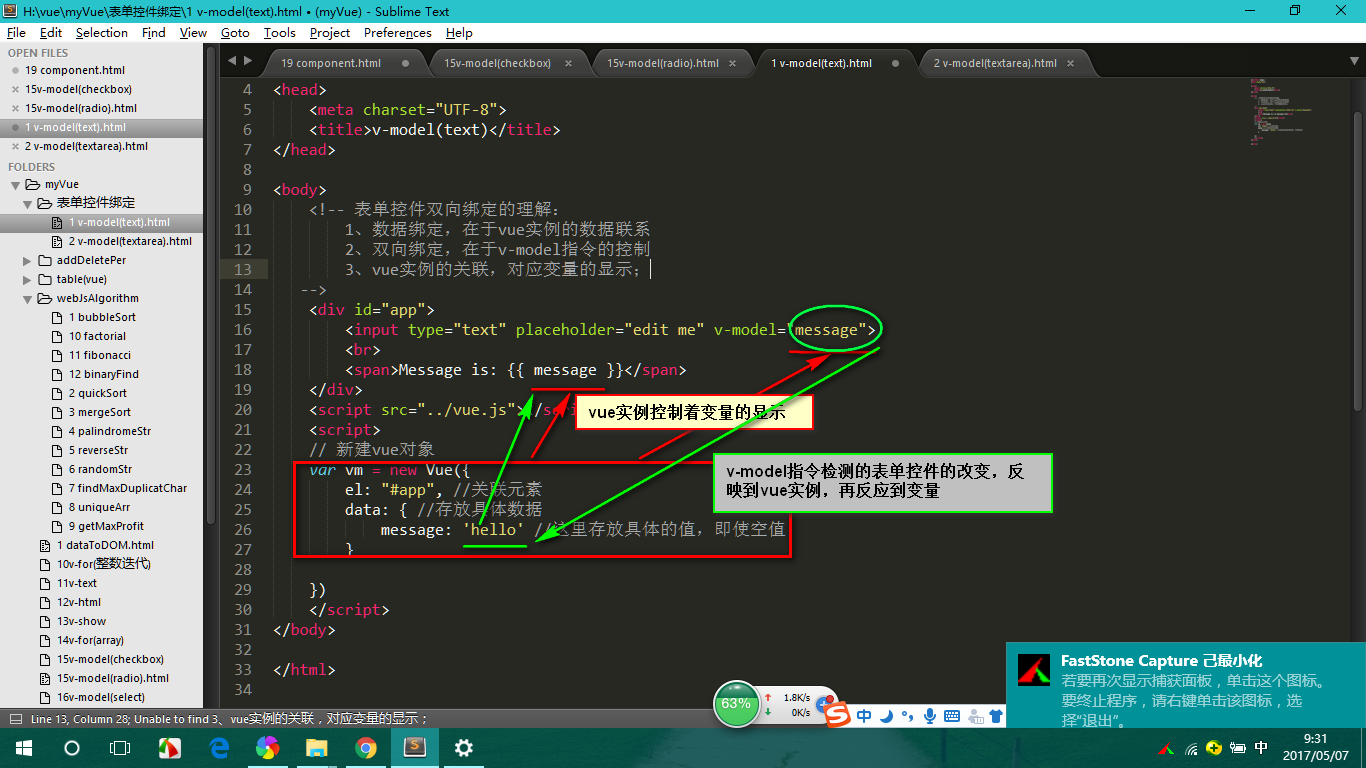 H:\vue\myVue\表单控件绑定\1 v-model(text).html • (myVue) - Sublime Text
File Edit Selection Find View Goto Tools Project Preferences Help
OPEN FILES
19 component.html
15v-model(checkbox)
15v-model(radio).html
1 v-model(text).html
2 v-model(textarea).html
FOLDERS
myVue
表单控件绑定
1 v-model(text).html
2 v-model(textarea).html
addDeletePer
table(vue)
webJsAlgorithm
1 bubbleSort
10 factorial
11 fibonacci
12 binaryFind
2 quickSort
3 mergeSort
4 palindromeStr
5 reverseStr
6 randomStr
7 findMaxDuplicatChar
8 uniqueArr
9 getMaxProfit
1 dataToDOM.html
10v-for(整数迭代)
11v-text
12v-html
13v-show
14v-for(array)
15v-model(checkbox)
15v-model(radio).html
16v-model(select)
19 component.html 15v-model(checkbox) 15v-model(radio).html 1 v-model(text).html 2 v-model(textarea).html
4 <head>
5 <meta charset="UTF-8">
6 <title>v-model(text)</title>
7 </head>
8
9 <body>
10 <!-- 表单控件双向绑定的理解:
11 1、数据绑定，在于vue实例的数据联系
12 2、双向绑定，在于v-model指令的控制
13 3、vue实例的关联，对应变量的显示；
14 -->
15 <div id="app">
16 <input type="text" placeholder="edit me" v-model="message">
17 <br>
18 <span>Message is: {{ message }}</span>
19 </div>
20 <script src="../vue.js"></scri
21 <script>
22 // 新建vue对象
23 var vm = new Vue({
24 el: "#app", //关联元素
25 data: { //存放具体数据
26 message: 'hello' //这里存放具体的值，即使空值
27 }
28
29 })
30 </script>
31 </body>
32
33 </html>
34
vue实例控制着变量的显示
v-model指令检测的表单控件的改变，反
映到vue实例，再反应到变量
FastStone Capture 己最小化
若要再次显示捕获面板，单击这个图标。
要终止程序，请右键单击该图标，选
择“退出”。
63%
1.8K/s
0K/s
中
Line 13, Column 28; Unable to find 3、vue实例的关联，对应变量的显示；
中
9:31
2017/05/07